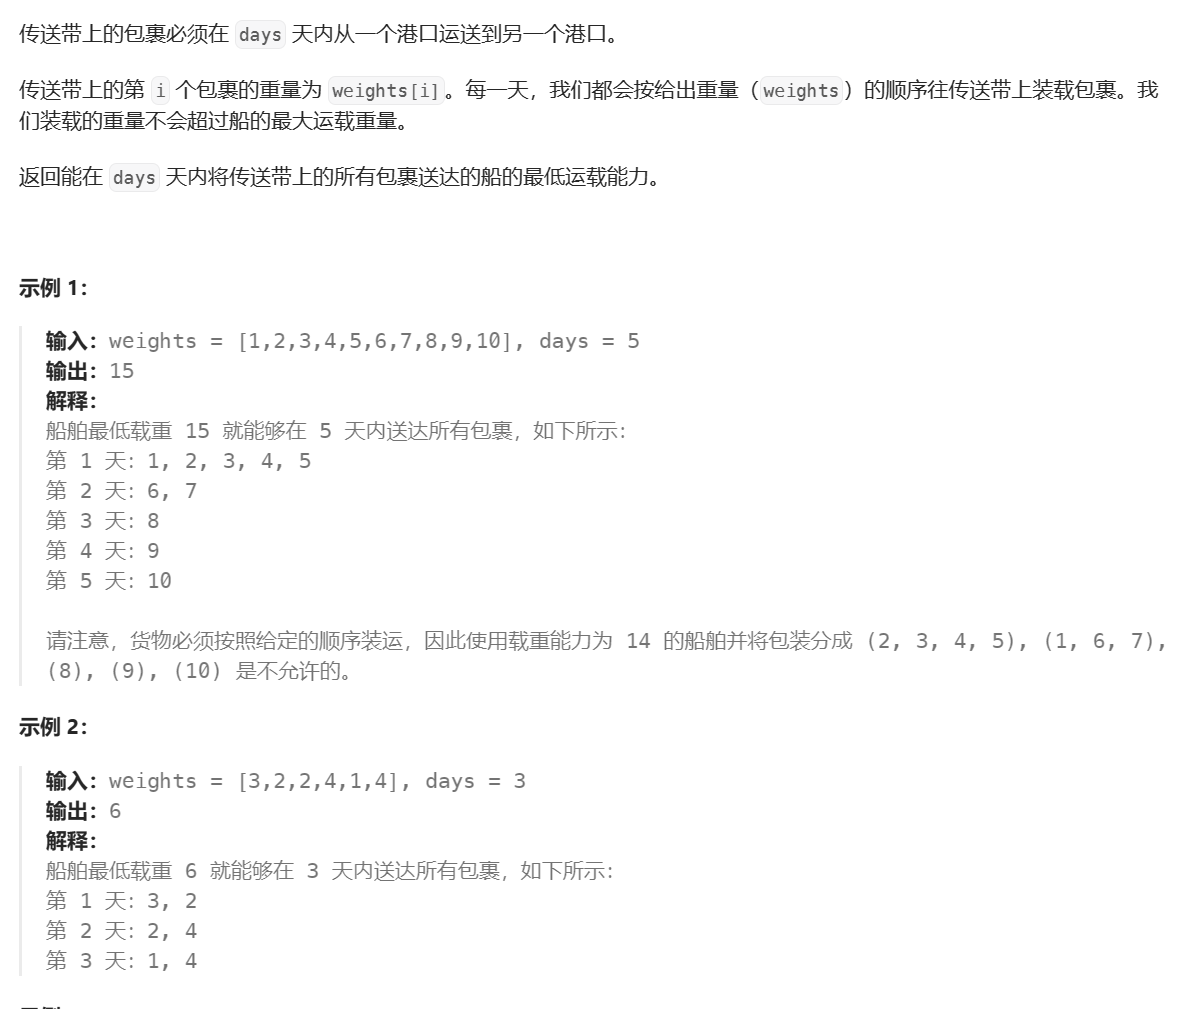 传送带上的包裹必须在 days 天内从一个港口运送到另一个港口。
传送带上的第 i 个包裹的重量为 weights[i]。每一天，我们都会按给出重量（weights）的顺序往传送带上装载包裹。我
们装载的重量不会超过船的最大运载重量。
返回能在 days 天内将传送带上的所有包裹送达的船的最低运载能力。
示例 1：
输入：weights = [1,2,3,4,5,6,7,8,9,10], days = 5
输出：15
解释：
船舶最低载重 15 就能够在 5 天内送达所有包裹，如下所示：
第 1 天：1, 2, 3, 4, 5
第 2 天：6, 7
第 3 天：8
第 4 天：9
第 5 天：10
请注意，货物必须按照给定的顺序装运，因此使用载重能力为 14 的船舶并将包装分成 (2, 3, 4, 5), (1, 6, 7),
(8), (9), (10) 是不允许的。
示例 2：
输入：weights = [3,2,2,4,1,4], days = 3
输出：6
解释：
船舶最低载重 6 就能够在 3 天内送达所有包裹，如下所示：
第 1 天：3, 2
第 2 天：2, 4
第 3 天：1, 4